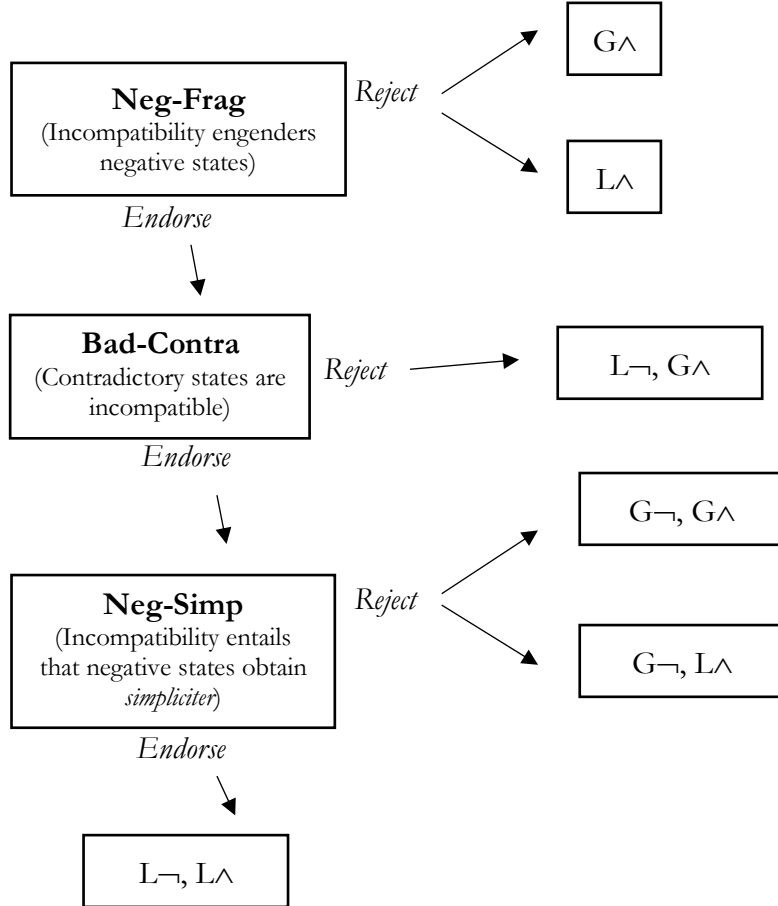 G∧
Neg-Frag
Reject
(Incompatibility engenders
negative states)
L∧
Endorse
Bad-Contra
Reject
L¬, G∧
(Contradictory states are
incompatible)
Endorse
G¬, G∧
Neg-Simp
Reject
(Incompatibility entails
that negative states obtain
simpliciter)
G¬, L∧
Endorse
L¬, L∧